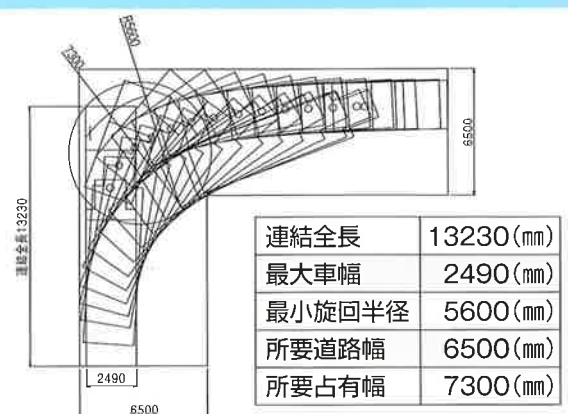 R5600
7300
6500
連結全長13230
2490
6500
連結全長 13230(㎜)
最大車幅 2490(㎜)
最小旋回半径 5600(㎜)
所要道路幅 6500(㎜)
所要占有幅 7300(㎜)